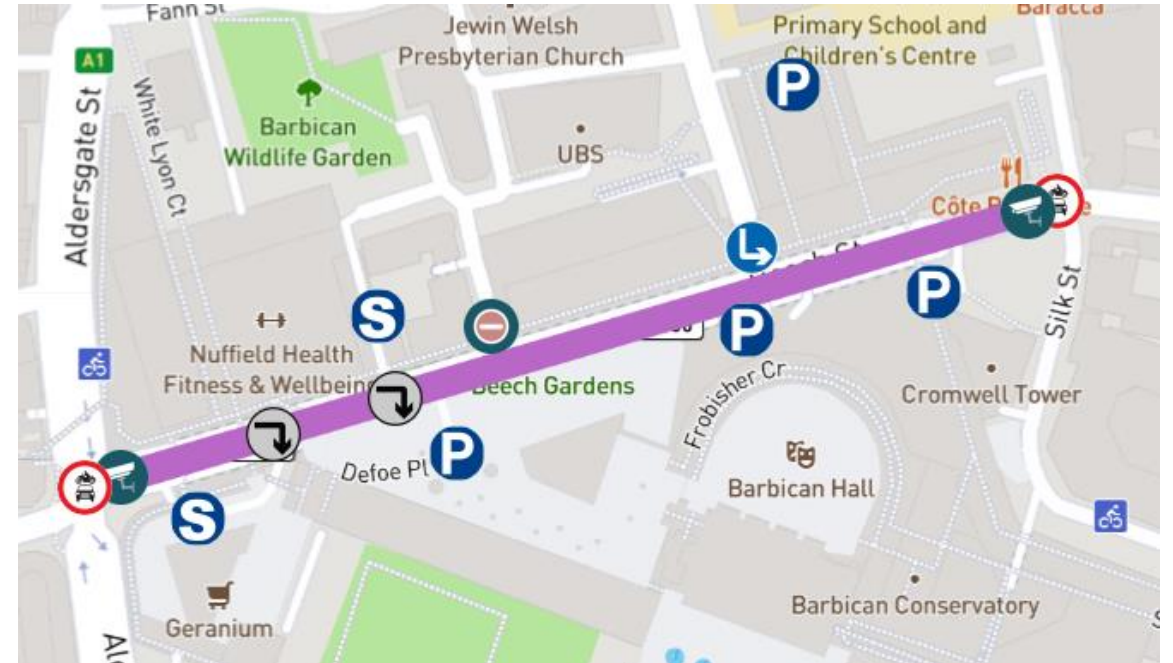 Fann St
Jewin Welsh
Presbyterian Church
Primary School and
Children's Centre
Baracca
A1
Aldersgate St
White Lyon Ct
Barbican
Wildlife Garden
UBS
P
Côte
L
S
P
P
Silk St
Nuffield Health
Fitness & Wellbeing
Beech Gardens
Frobisher Cr
Cromwell Tower
Defoe Pl
P
Barbican Hall
S
Geranium
Barbican Conservatory